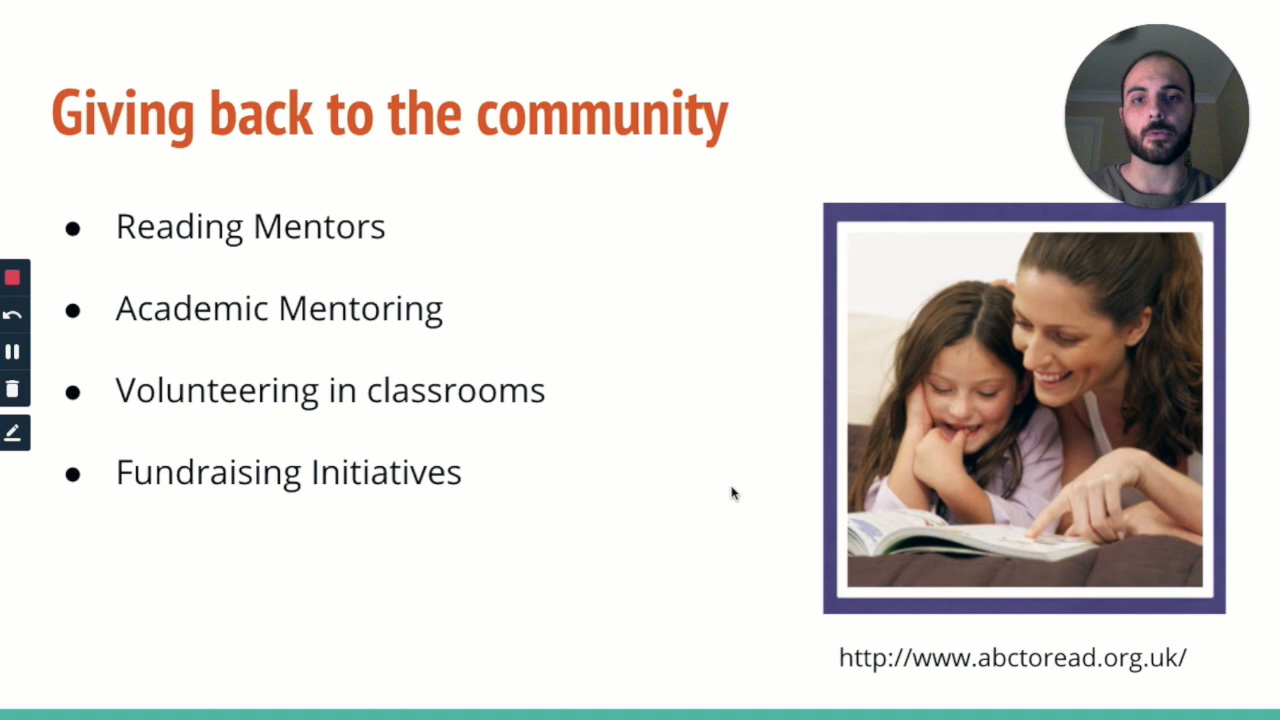 Giving back to the community
● Reading Mentors
● Academic Mentoring
● Volunteering in classrooms
● Fundraising Initiatives
http://www.abctoread.org.uk/